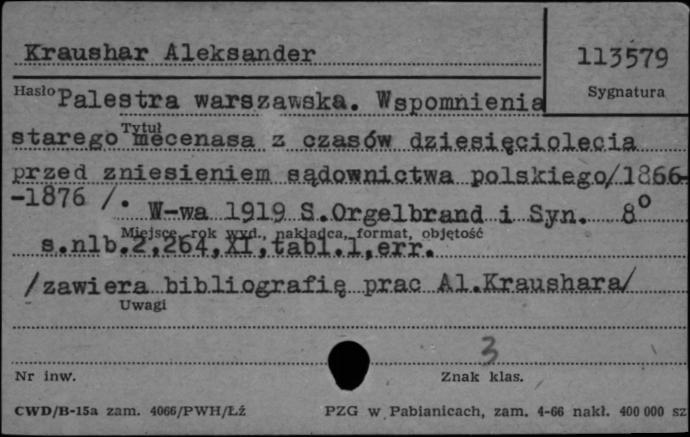 Kraushar Aleksander
113579
Hasło
Sygnatura
Palestra warszawska. Wspomnienia
Tytuł
starego mecenasa z czasów dziesięciolecia
przed zniesieniem sądownictwa polskiego/1866-
-1876 /. W-wa 1919 S.Orgelbrand i Syn. 8°
Miejsce, rok wyd., nakładca, format, objętość
s.nlb.2,264,XI,tabl.1,err.
/zawiera bibliografię prac Al.Kraushara/
Uwagi
3
Nr inw.
Znak klas.
CWD/B-15a zam. 4066/PWH/Łź
PZG w Pabianicach, zam. 4-66 nakł. 400 000 sz